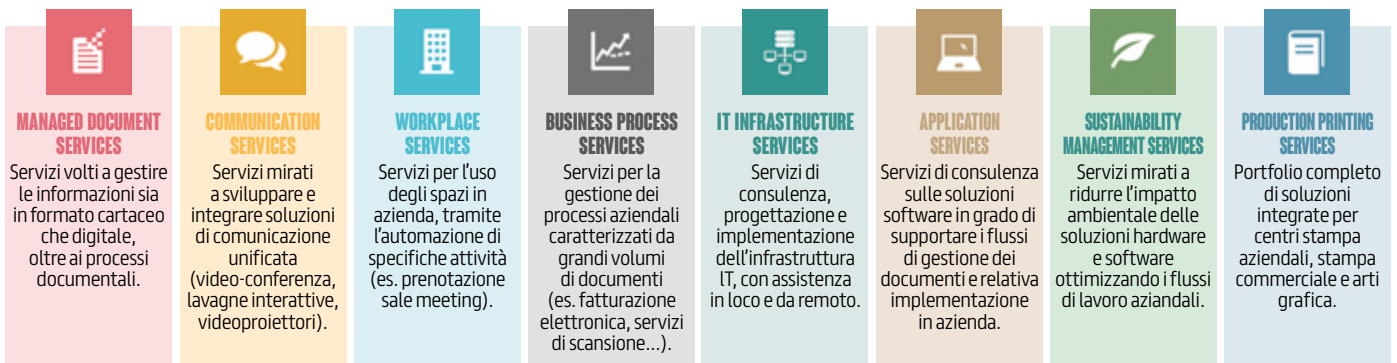 MANAGED DOCUMENT
SERVICES
Servizi volti a gestire
le informazioni sia
in formato cartaceo
che digitale,
oltre ai processi
documentali.
COMMUNICATION
SERVICES
Servizi mirati
a sviluppare e
integrare soluzioni
di comunicazione
unificata
(video-conferenza,
lavagne interattive,
videoproiettori).
WORKPLACE
SERVICES
Servizi per l’uso
degli spazi in
azienda, tramite
l’automazione di
specifiche attività
(es. prenotazione
sale meeting).
BUSINESS PROCESS
SERVICES
Servizi per la
gestione dei
processi aziendali
caratterizzati da
grandi volumi
di documenti
(es. fatturazione
elettronica, servizi
di scansione...).
IT INFRASTRUCTURE
SERVICES
Servizi di
consulenza,
progettazione e
implementazione
dell’infrastruttura
IT, con assistenza
in loco e da remoto.
APPLICATION
SERVICES
Servizi di consulenza
sulle soluzioni
software in grado di
supportare i flussi
di gestione dei
documenti e relativa
implementazione
in azienda.
SUSTAINABILITY
MANAGEMENT SERVICES
Servizi mirati a
ridurre l’impatto
ambientale delle
soluzioni hardware
e software
ottimizzando i flussi
di lavoro aziandali.
PRODUCTION PRINTING
SERVICES
Portfolio completo
di soluzioni
integrate per
centri stampa
aziendali, stampa
commerciale e arti
grafica.